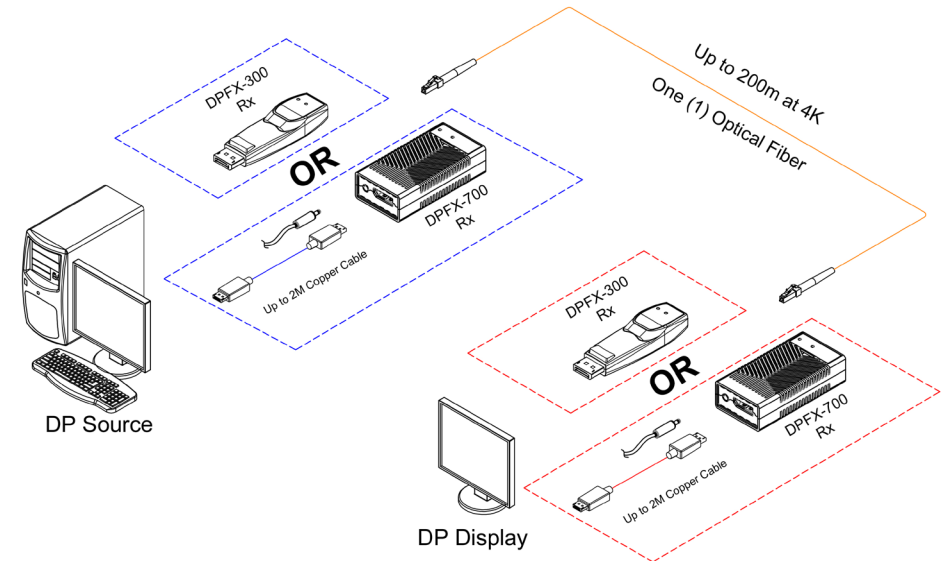 DPFX-300
Rx
OR
DPFX-700
Rx
Up to 2M Copper Cable
DP Source
Up to 200m at 4K
One (1) Optical Fiber
DPFX-300
Rx
OR
DPFX-700
Rx
Up to 2M Copper Cable
DP Display